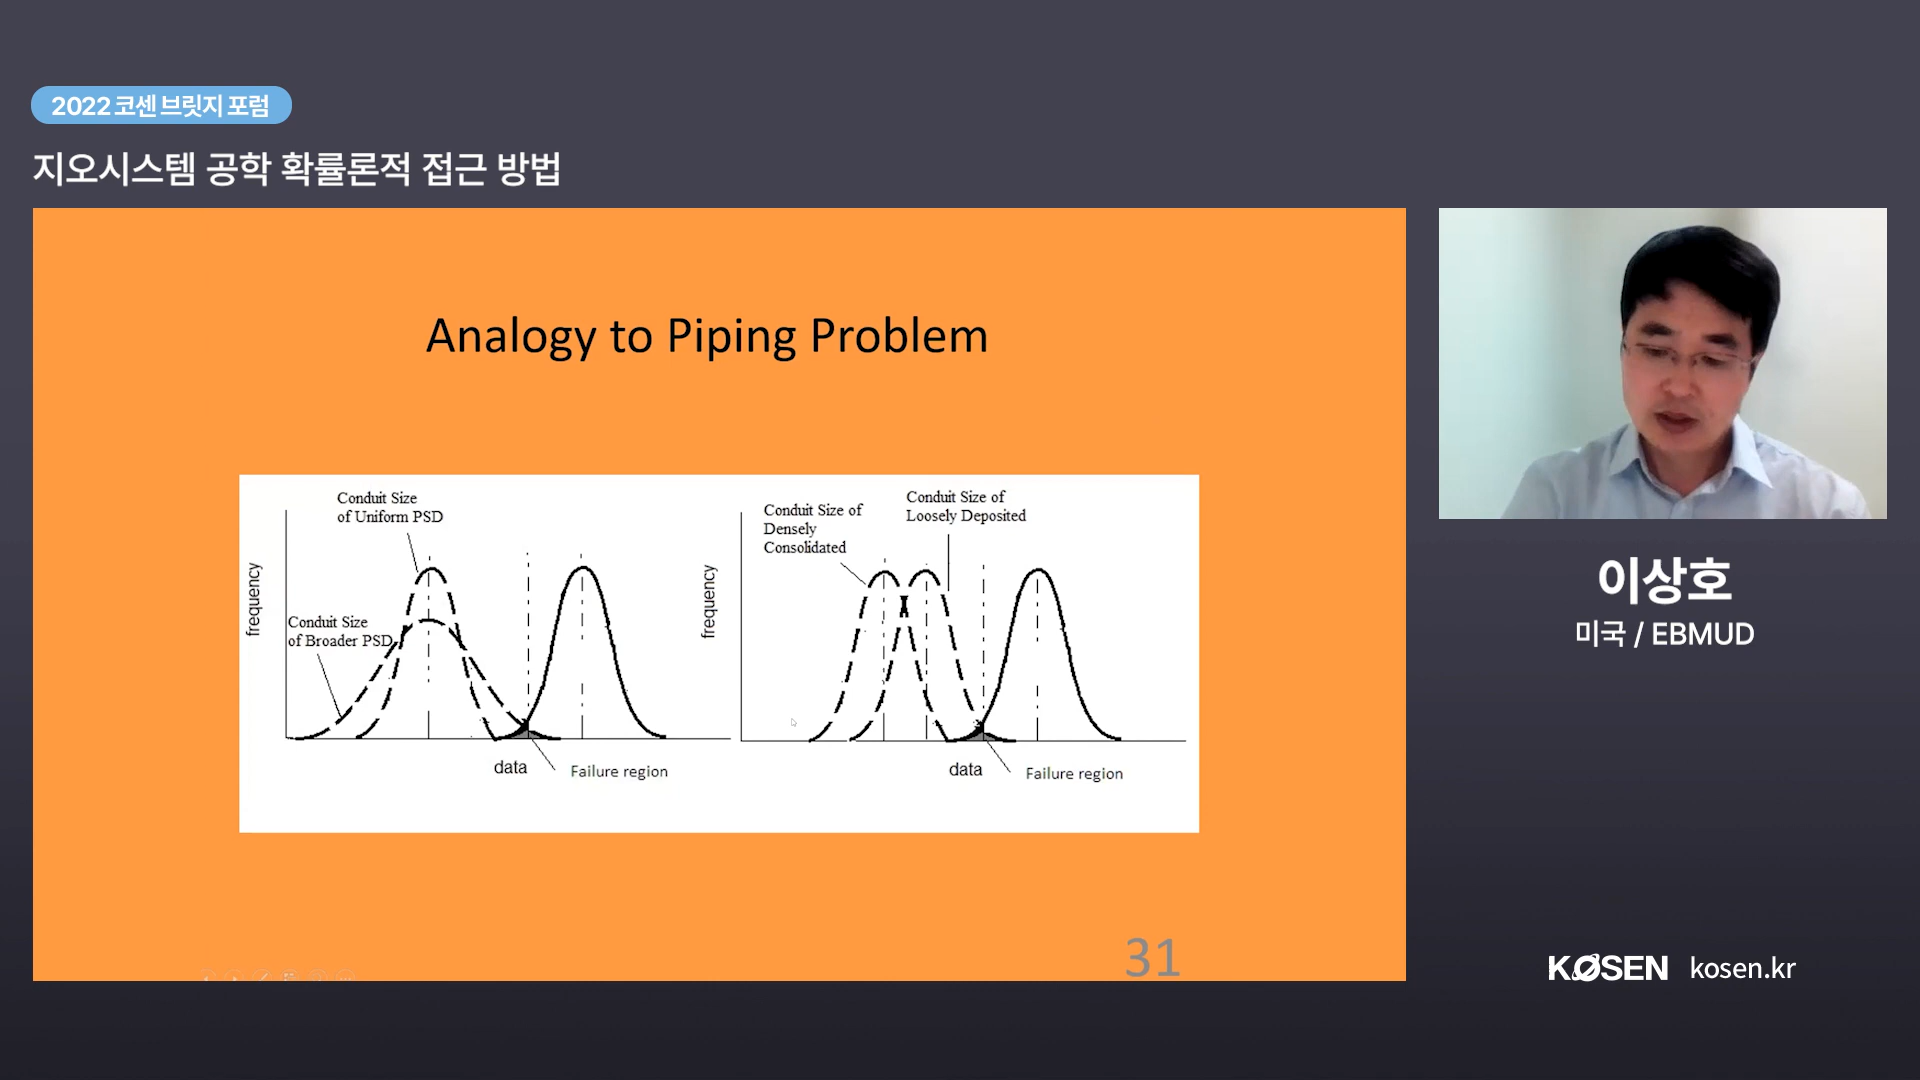 2022 코센 브릿지 포럼
지오시스템 공학 확률론적 접근 방법
Analogy to Piping Problem
Conduit Size
of Uniform PSD
Conduit Size
of Broader PSD
frequency
data
Failure region
Conduit Size of
Densely
Consolidated
Conduit Size of
Loosely Deposited
frequency
data
Failure region
31
이상호
미국 / EBMUD
KOSEN kosen.kr